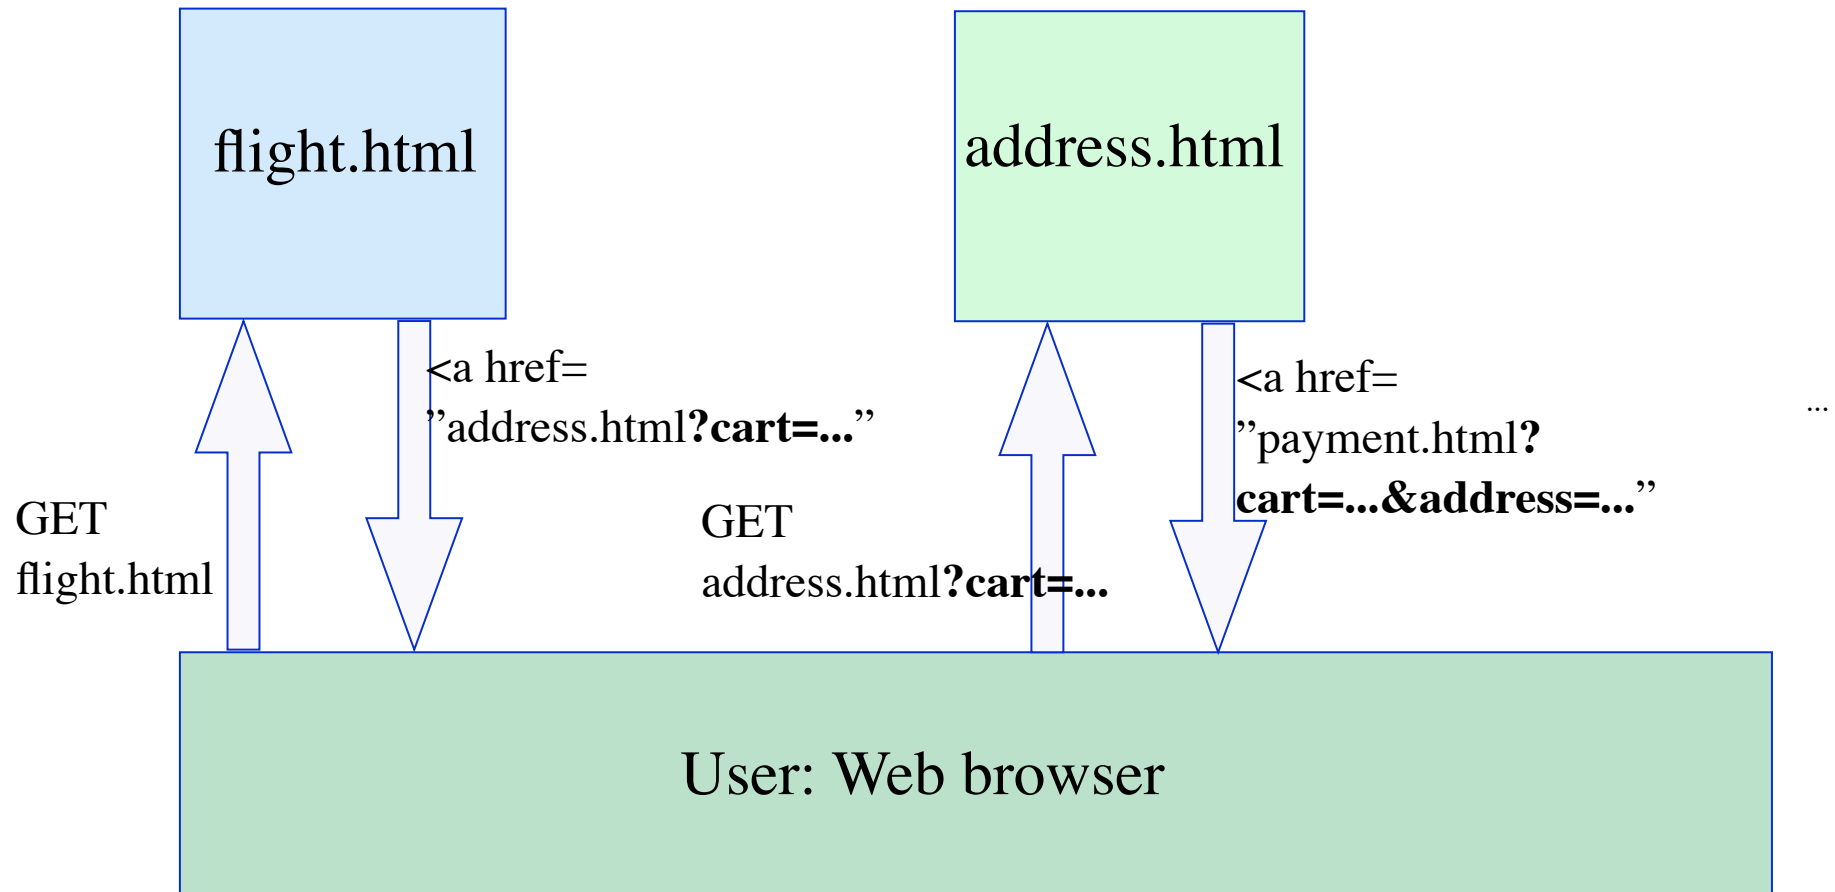 flight.html
address.html
<a href=
”address.html?cart=...”
<a href=
”payment.html?
cart=...&address=...”
...
GET
flight.html
GET
address.html?cart=...
User: Web browser